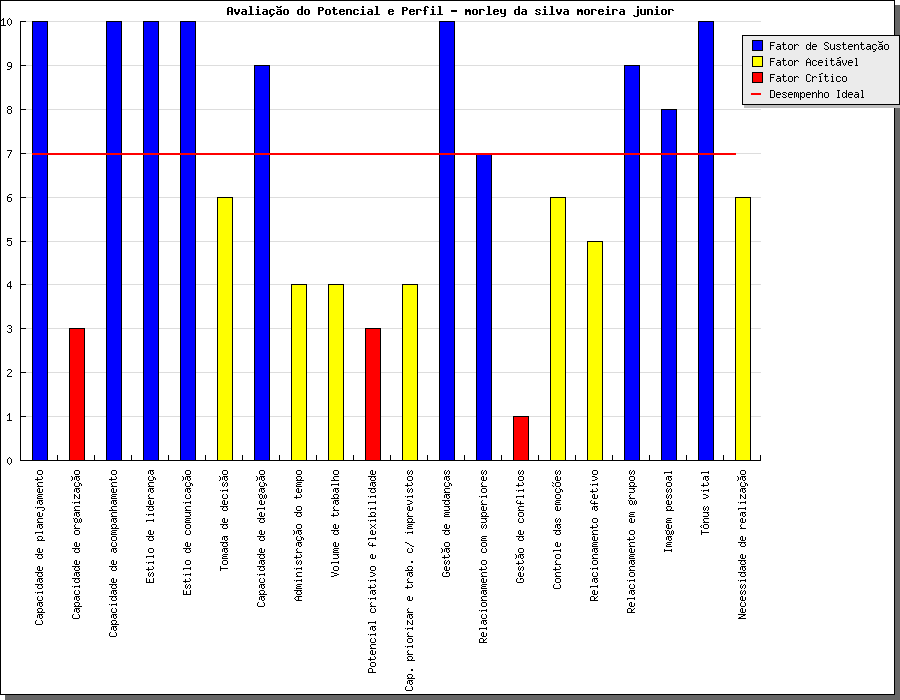 Avaliação do Potencial e Perfil - morley da silva moreira junior
Fator de Sustentação
Fator Aceitável
Fator Crítico
Desempenho Ideal
10
9
8
7
6
5
4
3
2
1
0
Capacidade de planejamento
Capacidade de organização
Capacidade de acompanhamento
Estilo de liderança
Estilo de comunicação
Tomada de decisão
Capacidade de delegação
Administração do tempo
Volume de trabalho
Potencial criativo e flexibilidade
Cap. priorizar e trab. c/ imprevistos
Gestão de mudanças
Relacionamento com superiores
Gestão de conflitos
Controle das emoções
Relacionamento afetivo
Relacionamento em grupos
Imagem pessoal
Tônus vital
Necessidade de realização